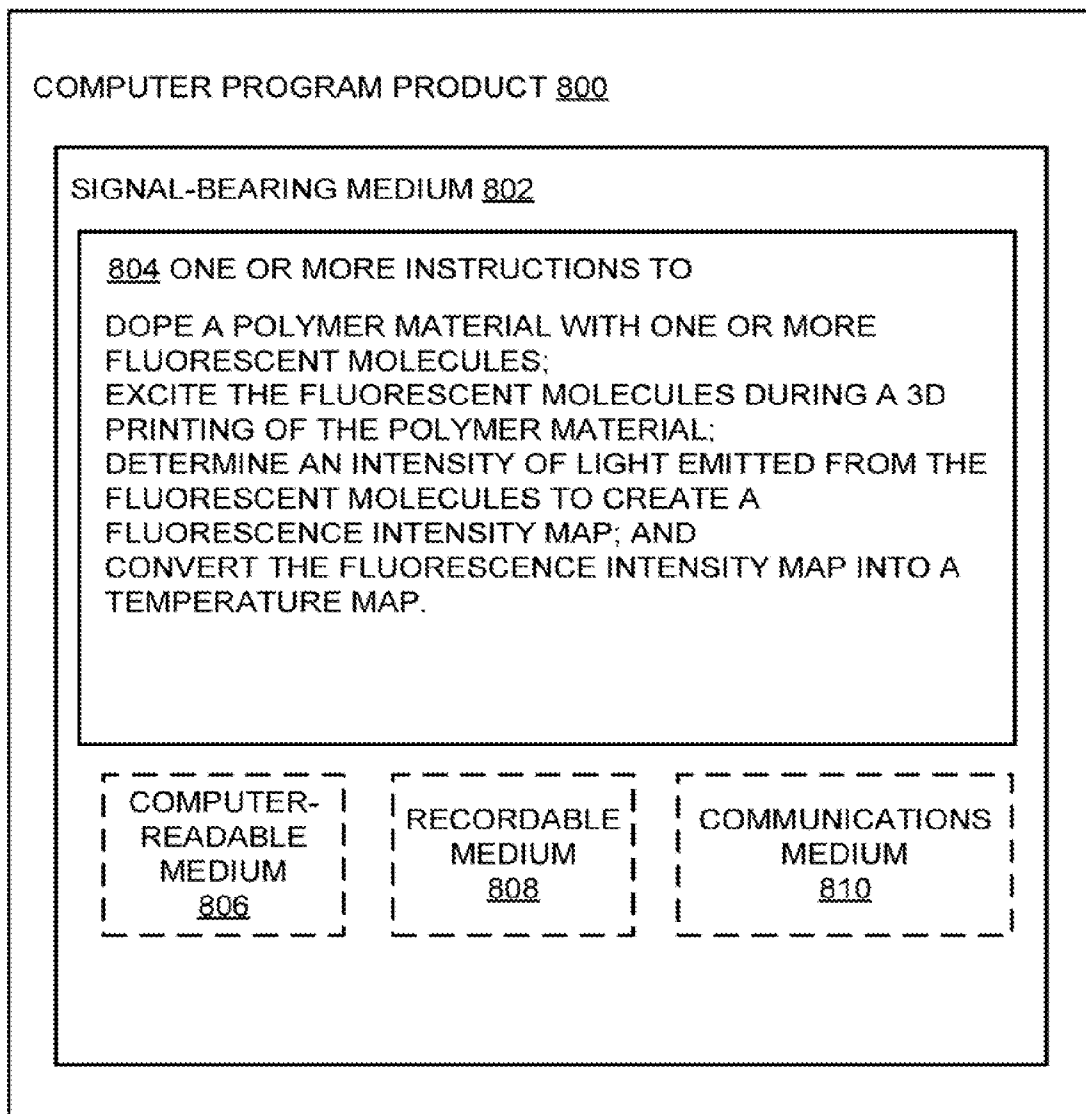 COMPUTER PROGRAM PRODUCT 800
SIGNAL-BEARING MEDIUM 802
804 ONE OR MORE INSTRUCTIONS TO
DOPE A POLYMER MATERIAL WITH ONE OR MORE
FLUORESCENT MOLECULES;
EXCITE THE FLUORESCENT MOLECULES DURING A 3D
PRINTING OF THE POLYMER MATERIAL;
DETERMINE AN INTENSITY OF LIGHT EMITTED FROM THE
FLUORESCENT MOLECULES TO CREATE A
FLUORESCENCE INTENSITY MAP; AND
CONVERT THE FLUORESCENCE INTENSITY MAP INTO A
TEMPERATURE MAP.
COMPUTER-
READABLE
MEDIUM
806
RECORDABLE
MEDIUM
808
COMMUNICATIONS
MEDIUM
810